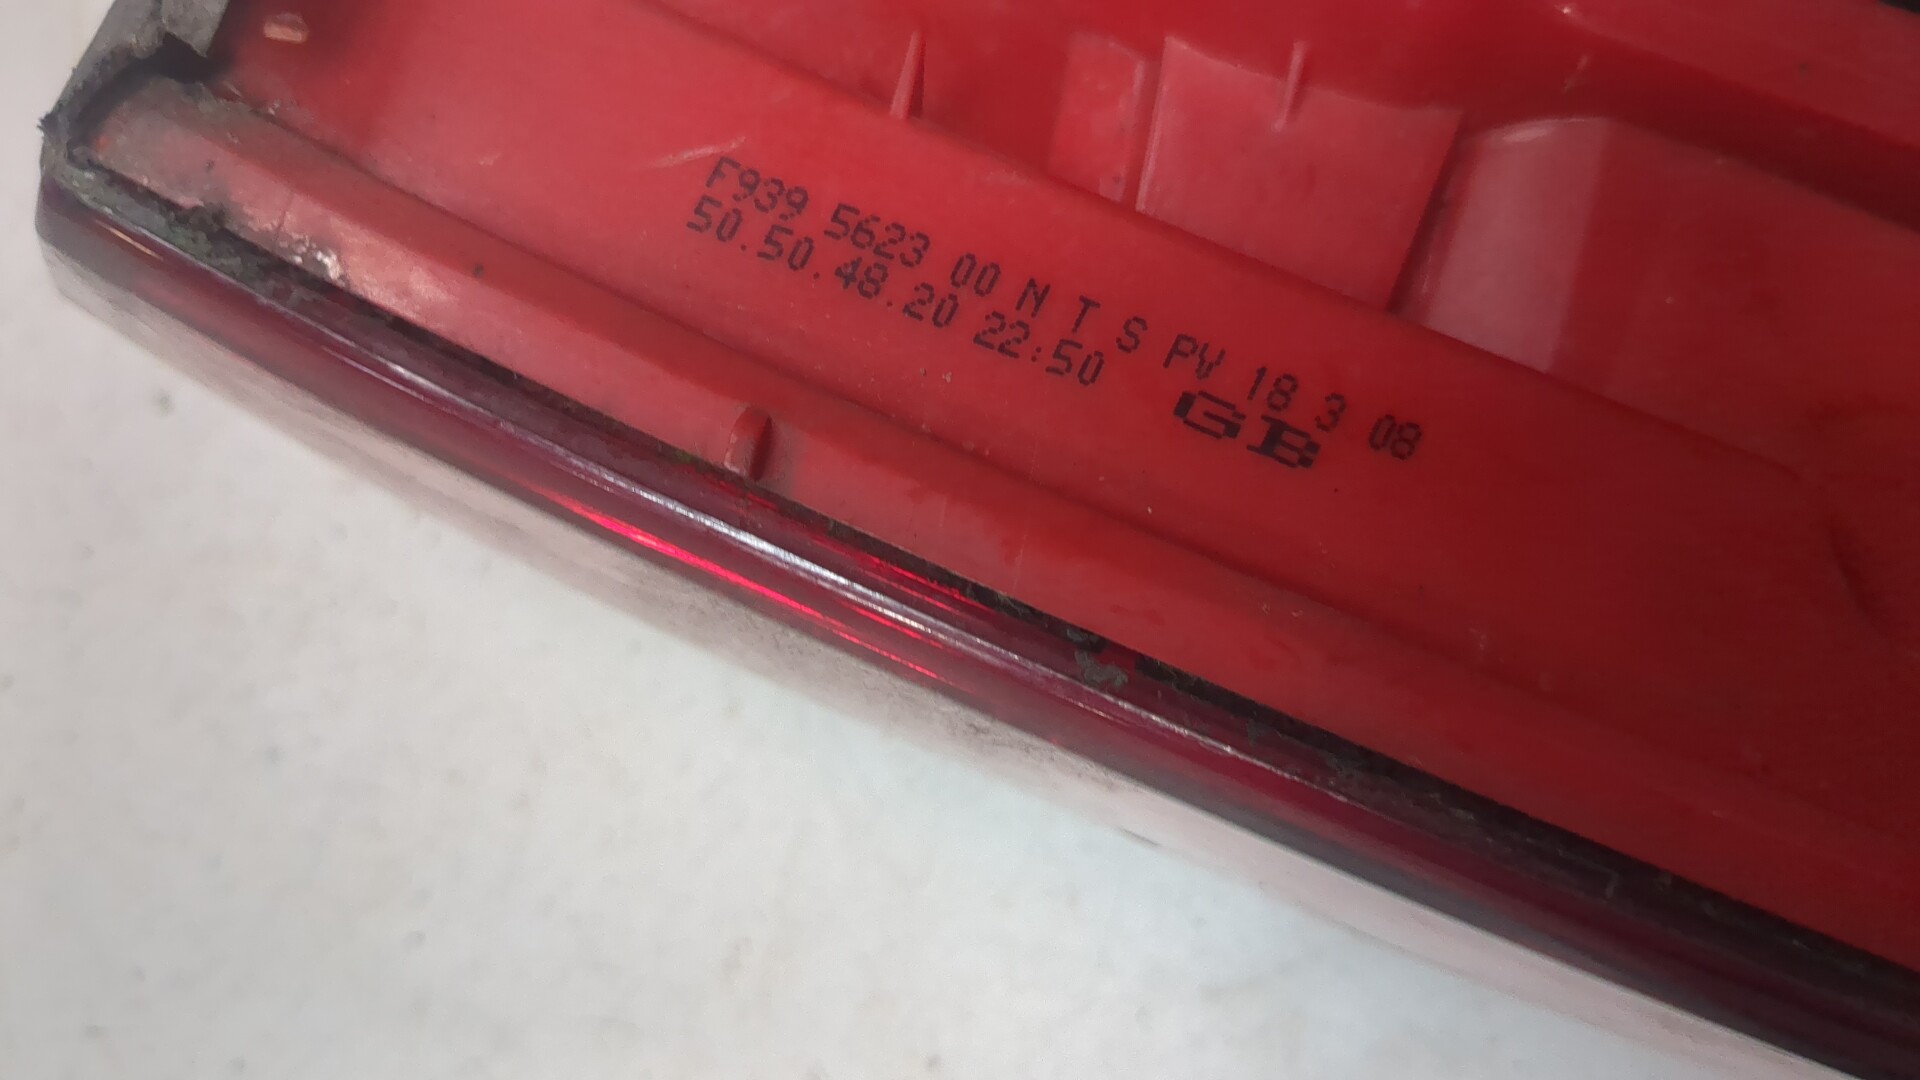 F939 5623 00 N T S PV 18 3 08
50.50.48.20 22:50 GB